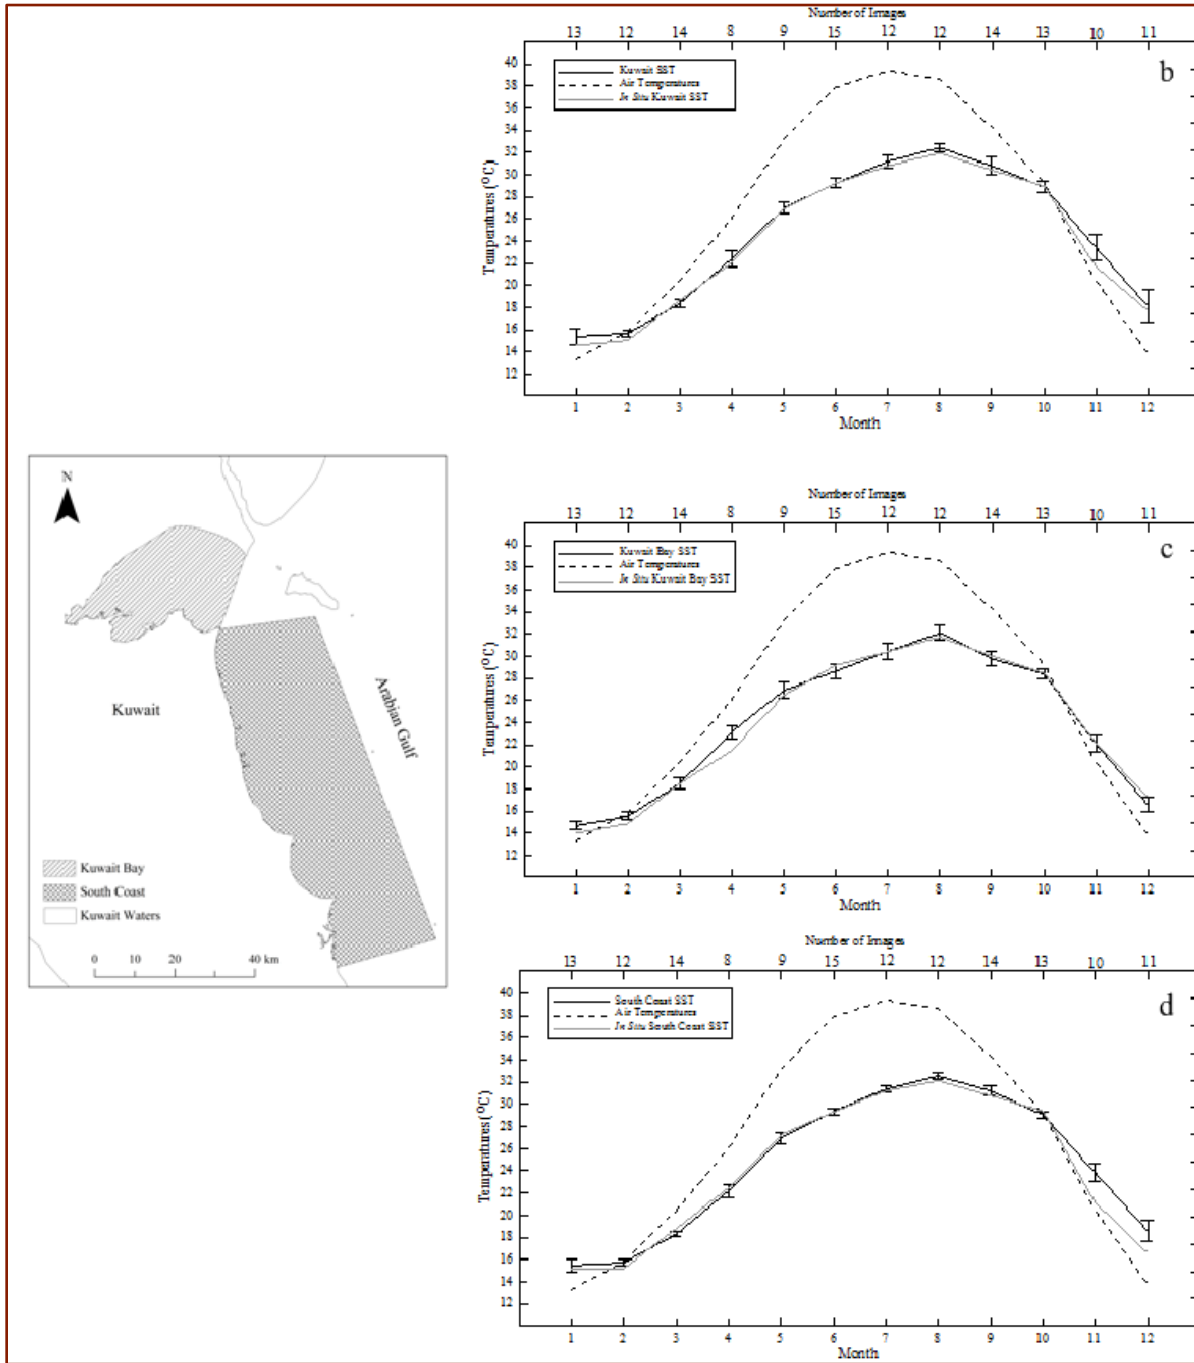 Number of Images
13 12 14 8 9 15 12 12 14 13 10 11
b
Kuwait SST
Air Temperatures
In Situ Kuwait SST
Temperatures (°C)
40
38
36
34
32
30
28
26
24
22
20
18
16
14
12
1 2 3 4 5 6 7 8 9 10 11 12
Month
N
Kuwait
Arabian Gulf
Kuwait Bay
South Coast
Kuwait Waters
0 10 20 40 km
Number of Images
13 12 14 8 9 15 12 12 14 13 10 11
c
Kuwait Bay SST
Air Temperatures
In Situ Kuwait Bay SST
Temperatures (°C)
40
38
36
34
32
30
28
26
24
22
20
18
16
14
12
1 2 3 4 5 6 7 8 9 10 11 12
Month
Number of Images
13 12 14 8 9 15 12 12 14 13 10 11
d
South Coast SST
Air Temperatures
In Situ South Coast SST
Temperatures (°C)
40
38
36
34
32
30
28
26
24
22
20
18
16
14
12
1 2 3 4 5 6 7 8 9 10 11 12
Month